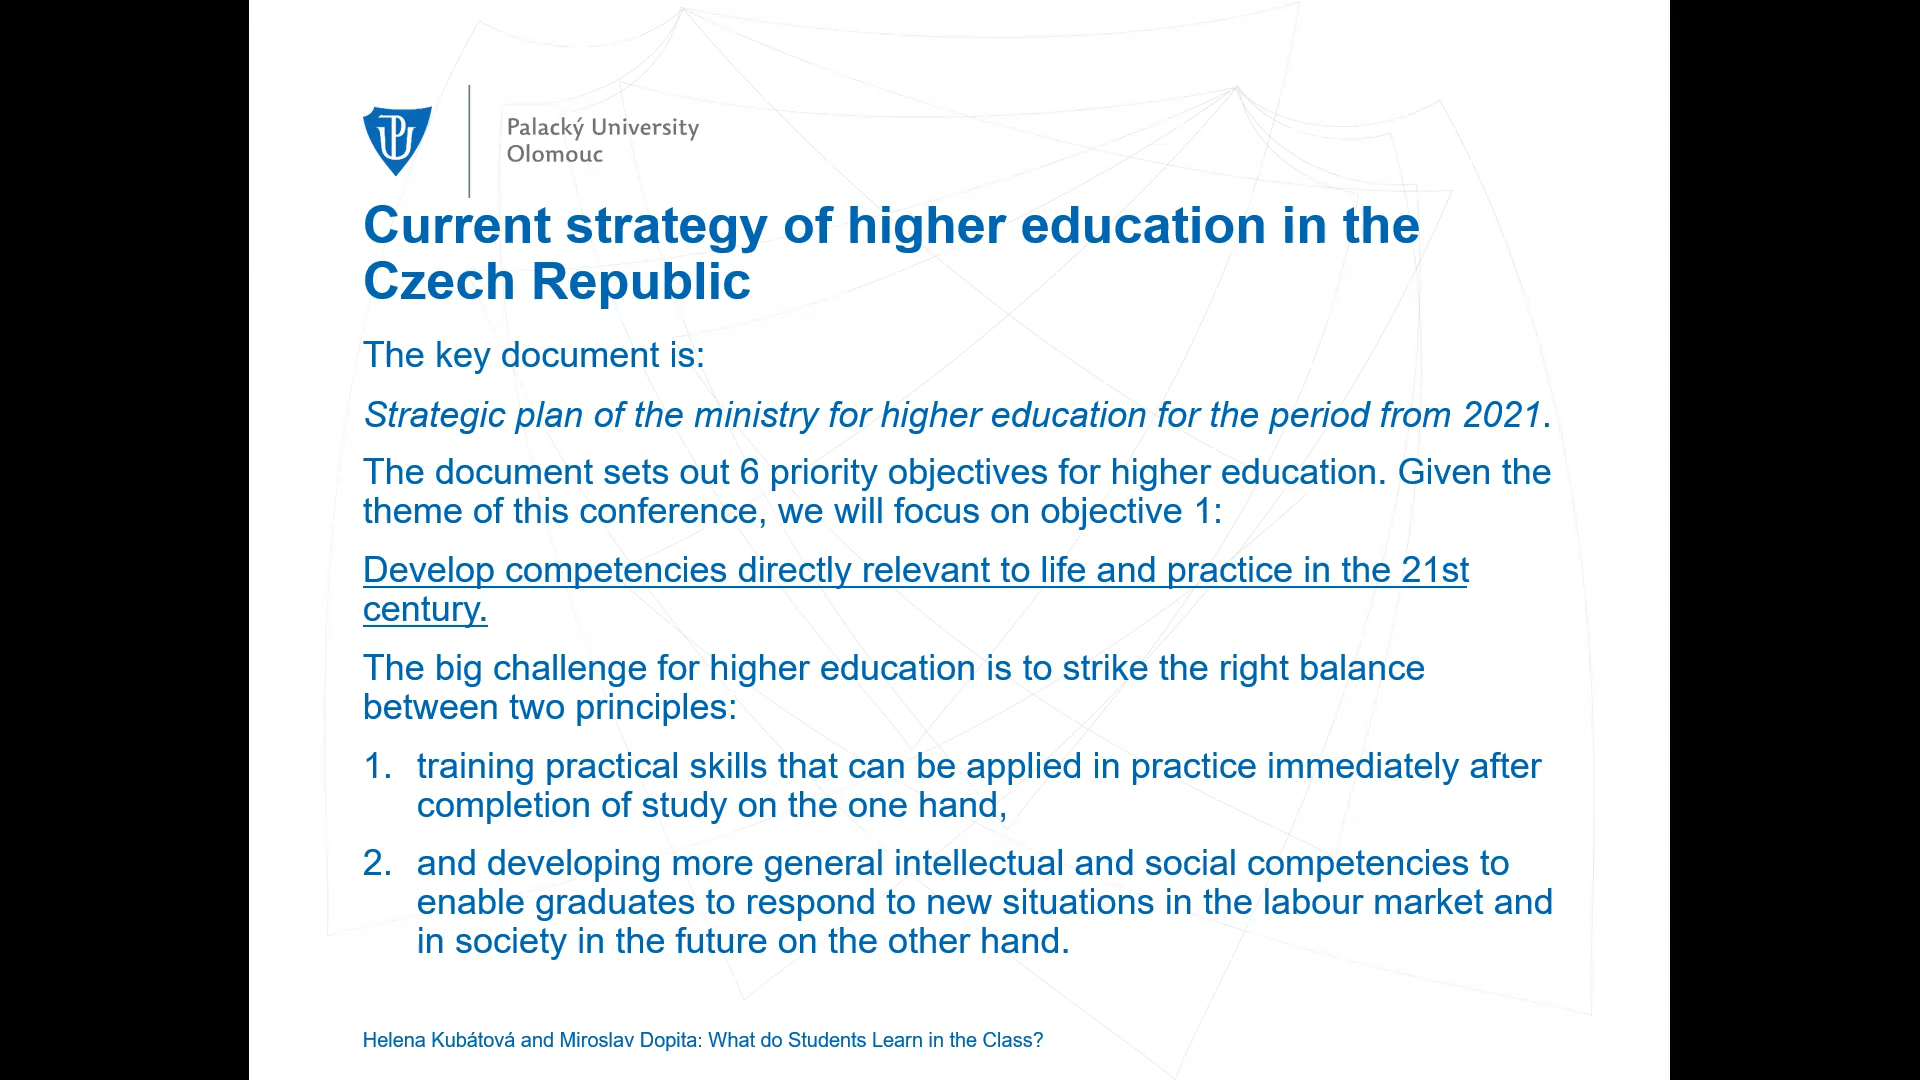 Palacký University
Olomouc
Current strategy of higher education in the
Czech Republic
The key document is:
Strategic plan of the ministry for higher education for the period from 2021.
The document sets out 6 priority objectives for higher education. Given the
theme of this conference, we will focus on objective 1:
Develop competencies directly relevant to life and practice in the 21st
century.
The big challenge for higher education is to strike the right balance
between two principles:
1. training practical skills that can be applied in practice immediately after
completion of study on the one hand,
2. and developing more general intellectual and social competencies to
enable graduates to respond to new situations in the labour market and
in society in the future on the other hand.
Helena Kubátová and Miroslav Dopita: What do Students Learn in the Class?